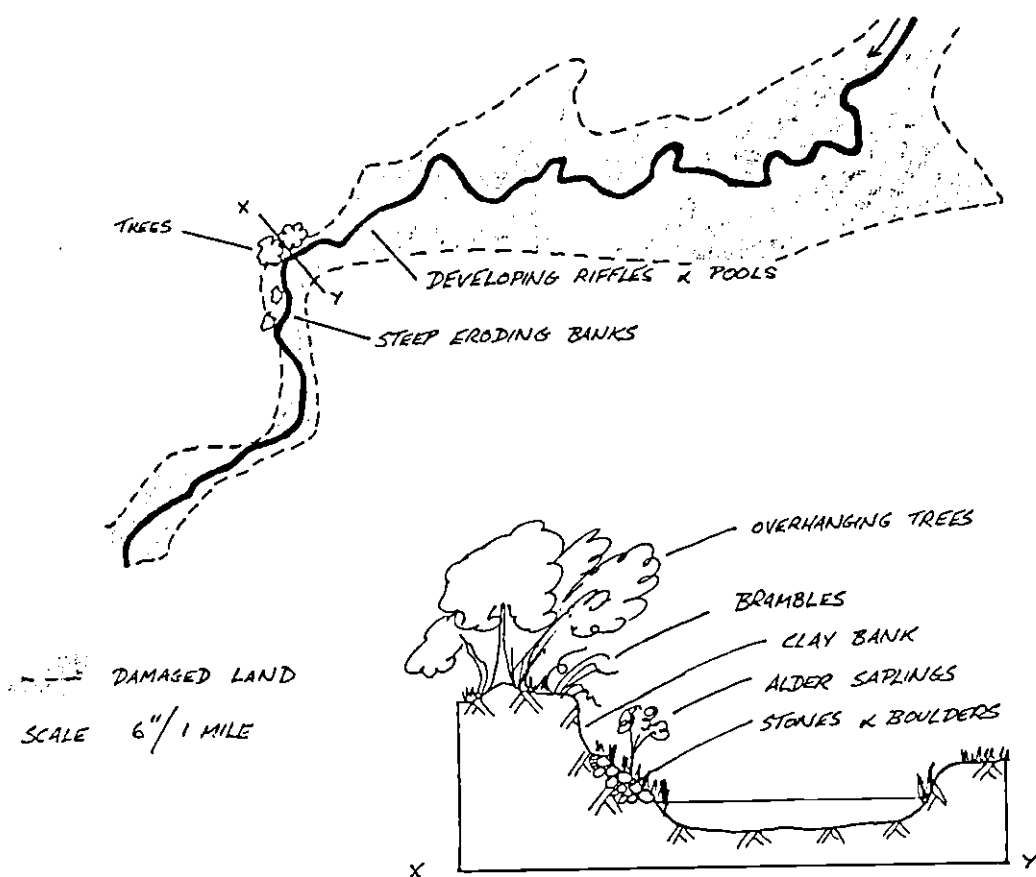 X
TREES
Y
DEVELOPING RIFFLES & POOLS
STEEP ERODING BANKS
OVERHANGING TREES
BRAMBLES
CLAY BANK
ALDER SAPLINGS
STONES & BOULDERS
DAMAGED LAND
SCALE 6"/1 MILE
X
Y